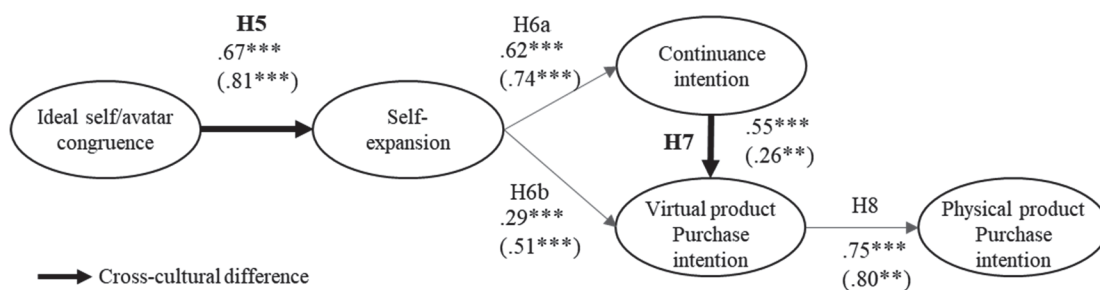 H5
.67***
(.81***)
H6a
.62***
(.74***)
Continuance
intention
Ideal self/avatar
congruence
Self-
expansion
H7
.55***
(.26**)
H6b
.29***
(.51***)
Virtual product
Purchase
intention
H8
.75***
(.80**)
Physical product
Purchase
intention
Cross-cultural difference